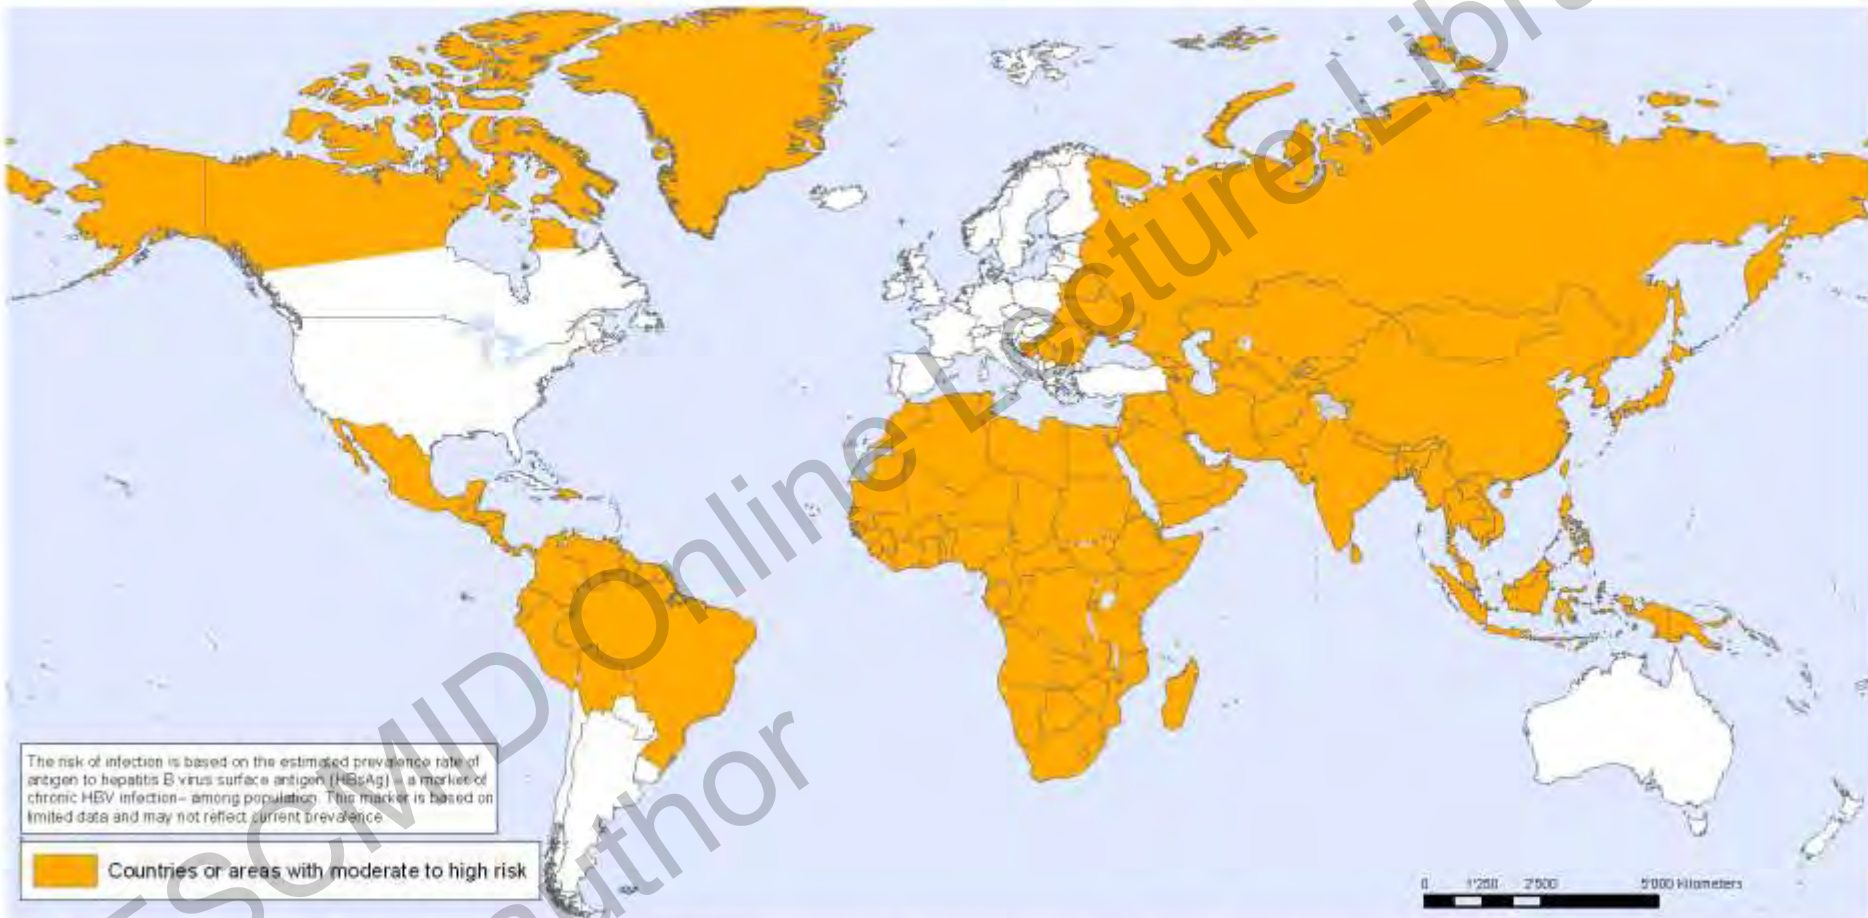 ESCMID Online Lecture Library
author
The risk of infection is based on the estimated prevalence rate of
antigen to hepatitis B virus surface antigen (HBsAg) – a marker of
chronic HBV infection– among population. This marker is based on
limited data and may not reflect current prevalence
Countries or areas with moderate to high risk
0 1'250 2'500 5'000 Kilometers